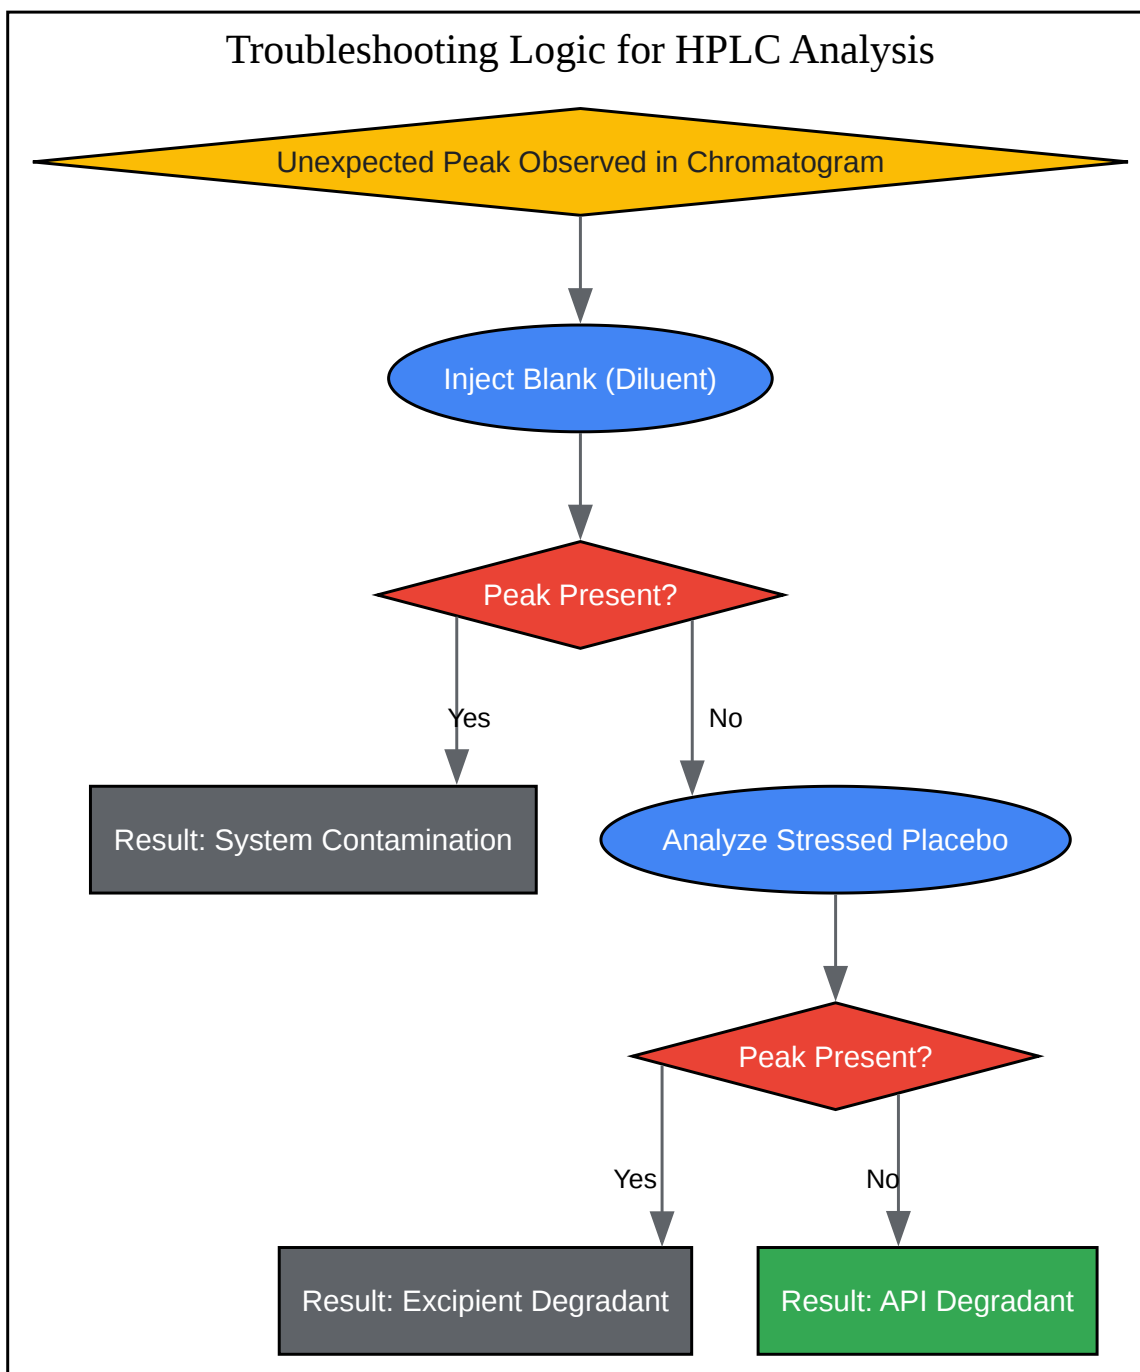 Troubleshooting Logic for HPLC Analysis
Unexpected Peak Observed in Chromatogram
Inject Blank (Diluent)
Peak Present?
Yes
No
Result: System Contamination
Analyze Stressed Placebo
Peak Present?
Yes
No
Result: Excipient Degradant
Result: API Degradant